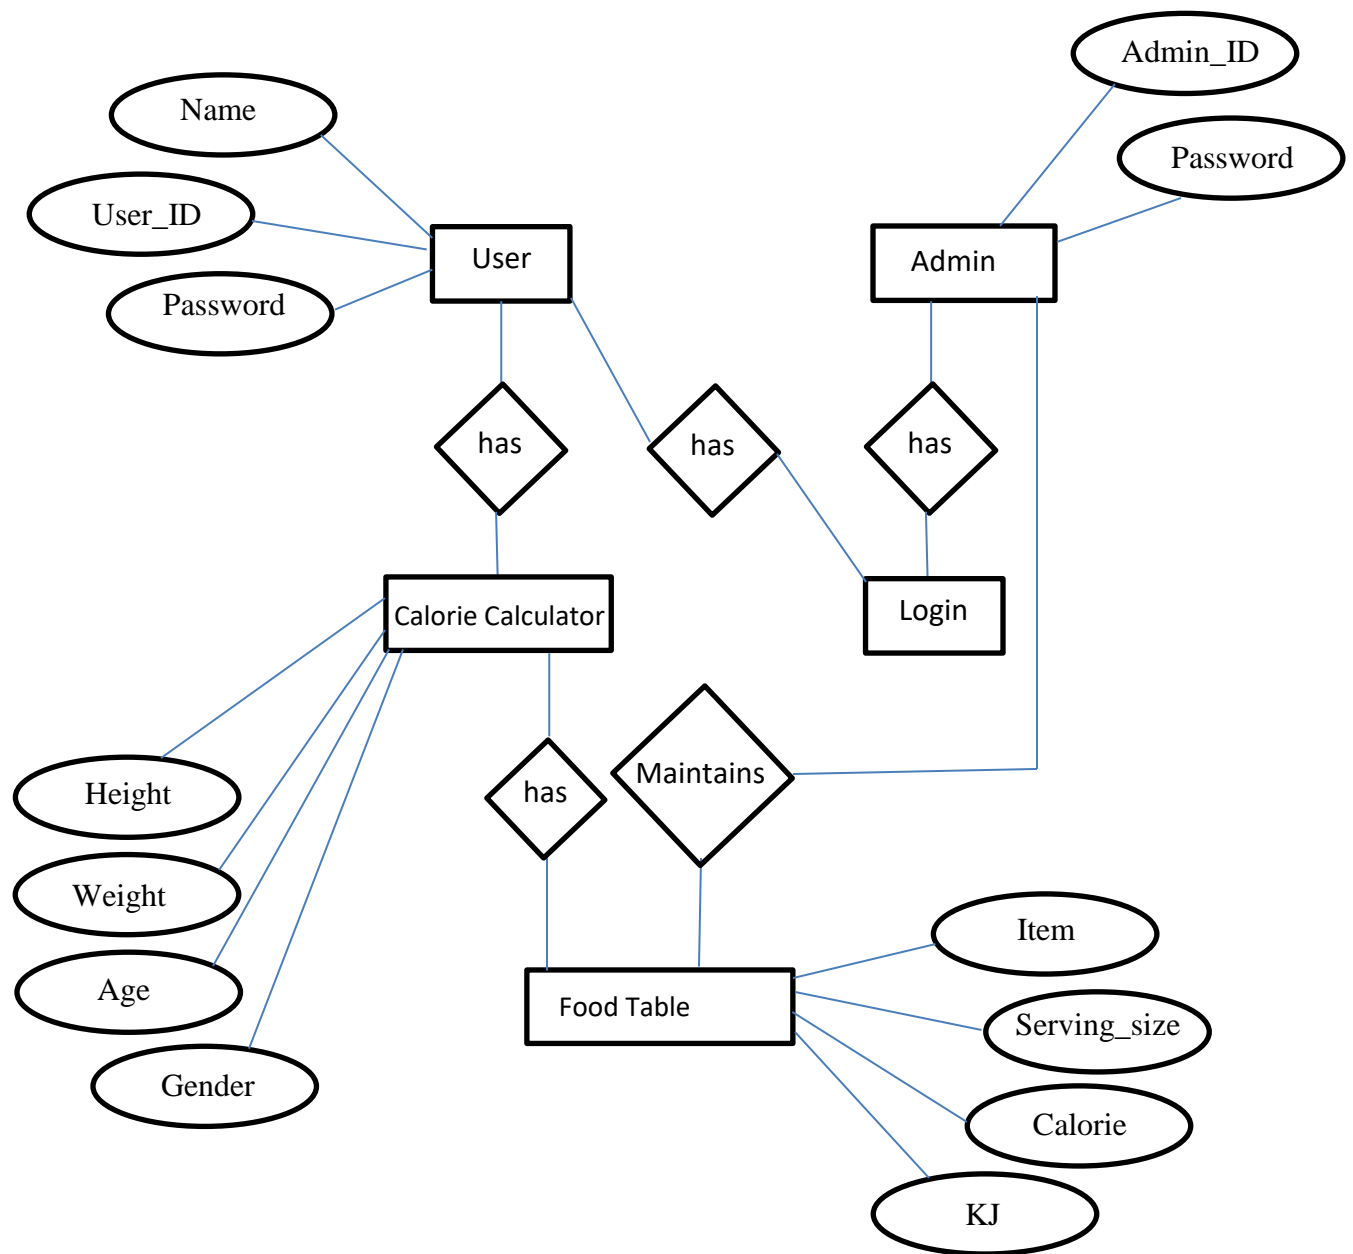 Admin_ID
Name
Password
User_ID
User
Admin
Password
has
has
has
Calorie Calculator
Login
Maintains
Height
has
Weight
Item
Age
Food Table
Serving_size
Gender
Calorie
KJ